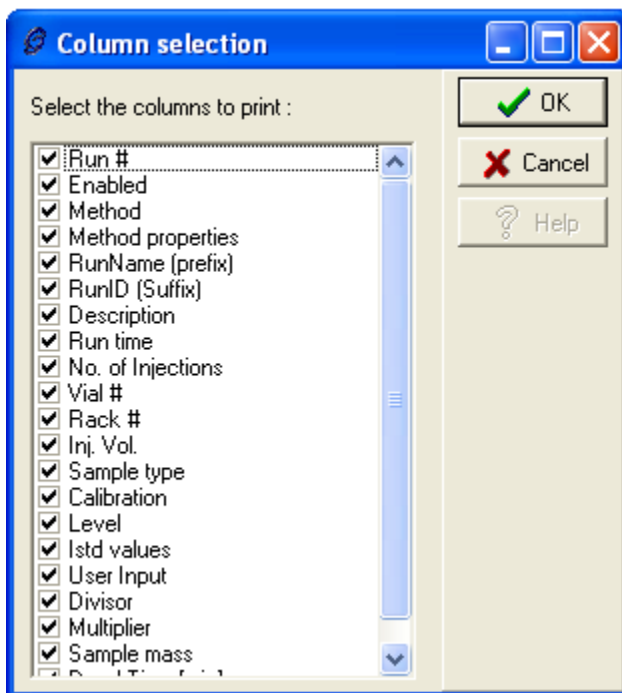 Column selection
Select the columns to print :
Run #
Enabled
Method
Method properties
RunName (prefix)
RunID (Suffix)
Description
Run time
No. of Injections
Vial #
Rack #
Inj. Vol.
Sample type
Calibration
Level
Istd values
User Input
Divisor
Multiplier
Sample mass
OK
Cancel
Help